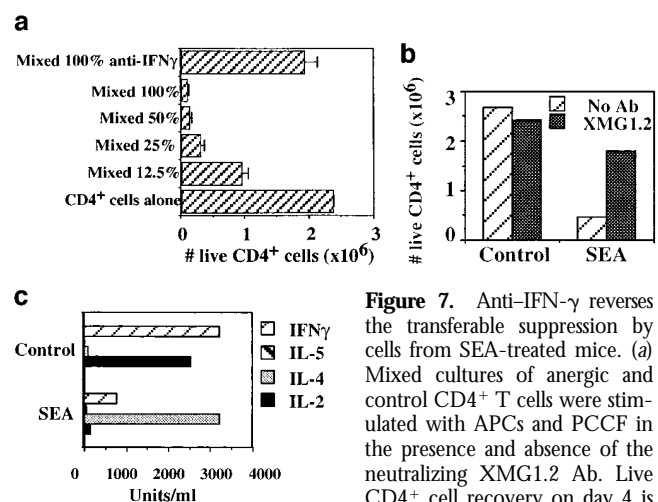 a
Mixed 100% anti-IFNγ
Mixed 100%
Mixed 50%
Mixed 25%
Mixed 12.5%
CD4+ cells alone
0 1 2 3
# live CD4+ cells (x10⁶)
b
# live CD4+ cells (x10⁶)
3
2
1
0
No Ab
XMG1.2
Control SEA
c
Control
SEA
IFNγ
IL-5
IL-4
IL-2
0 1000 2000 3000 4000
Units/ml
Figure 7. Anti–IFN-γ reverses
the transferable suppression by
cells from SEA-treated mice. (a)
Mixed cultures of anergic and
control CD4+ T cells were stim-
ulated with APCs and PCCF in
the presence and absence of the
neutralizing XMG1.2 Ab. Live
CD4+ cell recovery on day 4 is